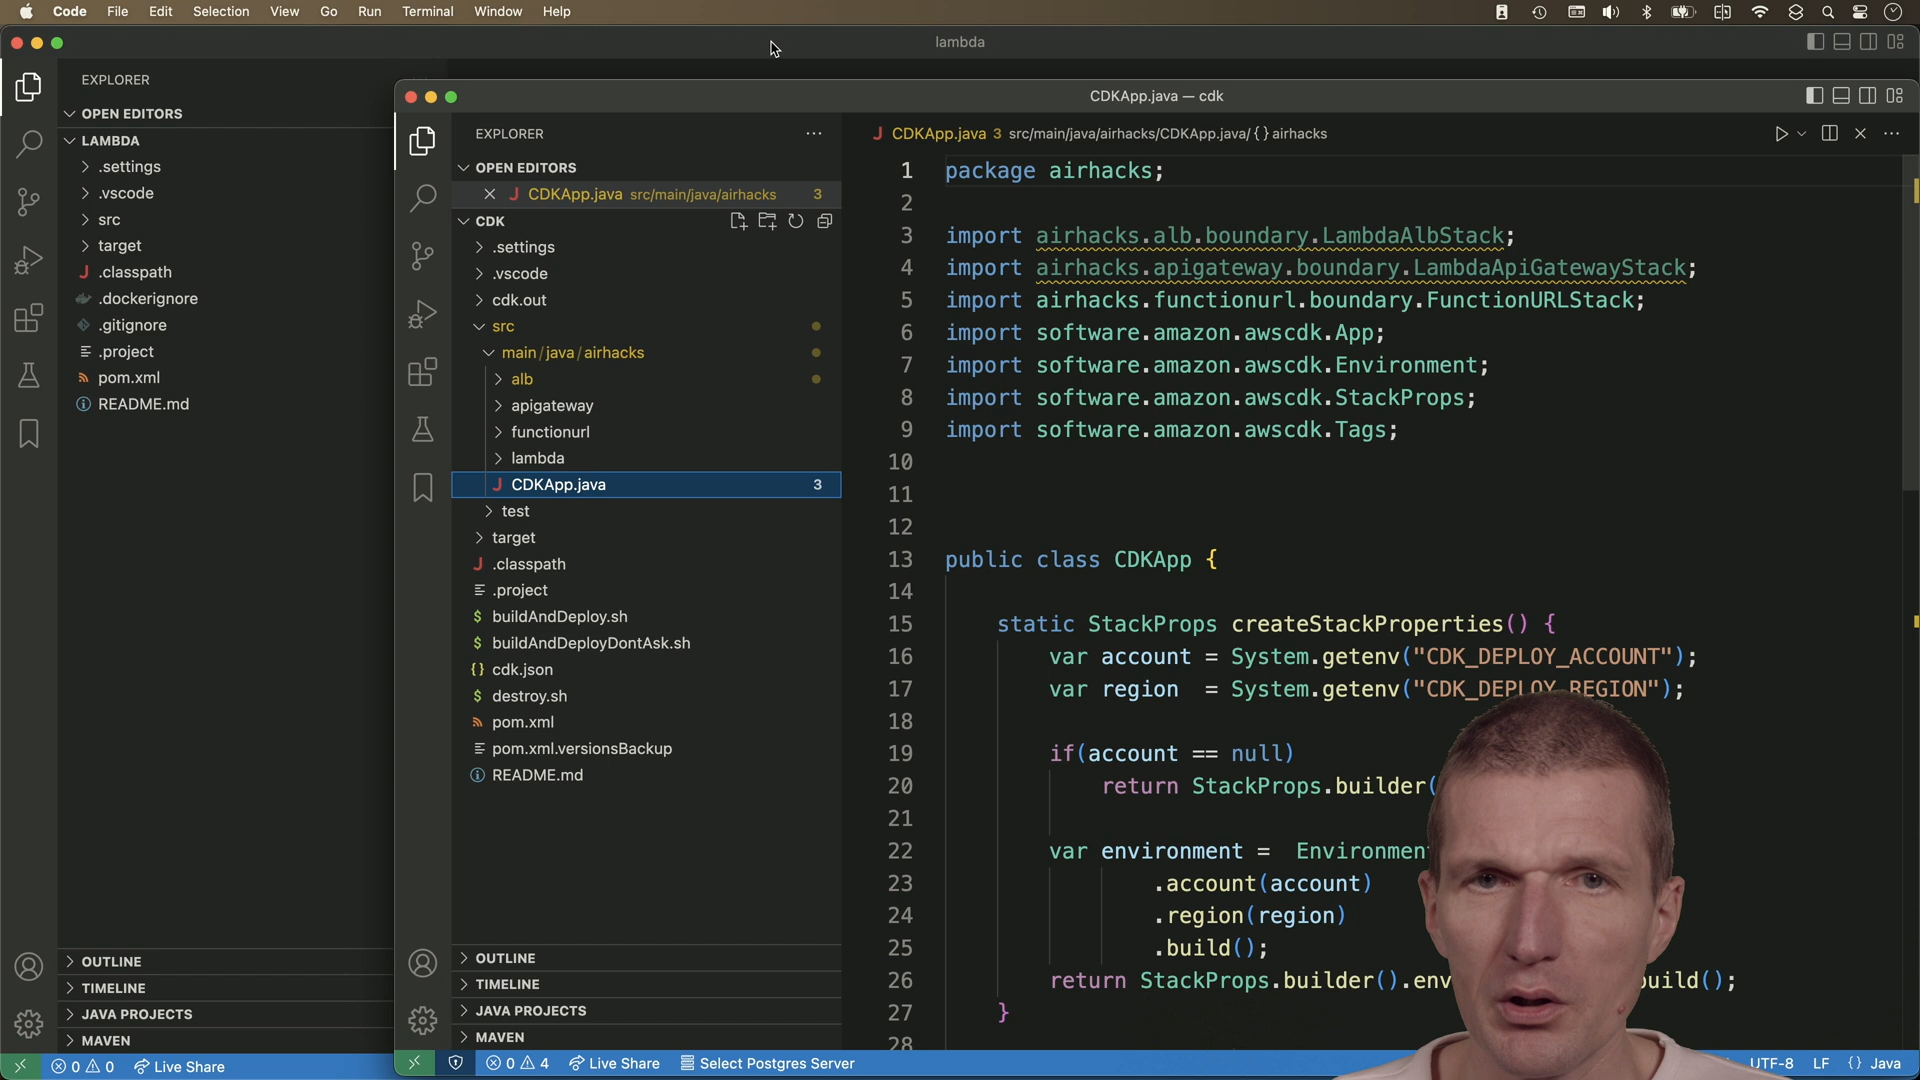 Code File Edit Selection View Go Run Terminal Window Help
lambda
EXPLORER
OPEN EDITORS
LAMBDA
.settings
.vscode
src
target
.classpath
.dockerignore
.gitignore
.project
pom.xml
README.md
OUTLINE
TIMELINE
JAVA PROJECTS
MAVEN
0 0 Live Share
CDKApp.java — cdk
EXPLORER
OPEN EDITORS
CDKApp.java src/main/java/airhacks 3
CDK
.settings
.vscode
cdk.out
src
main/java/airhacks
alb
apigateway
functionurl
lambda
CDKApp.java 3
test
target
.classpath
.project
buildAndDeploy.sh
buildAndDeployDontAsk.sh
cdk.json
destroy.sh
pom.xml
pom.xml.versionsBackup
README.md
OUTLINE
TIMELINE
JAVA PROJECTS
MAVEN
CDKApp.java 3 src/main/java/airhacks/CDKApp.java/{} airhacks
1 package airhacks;
2
3 import airhacks.alb.boundary.LambdaAlbStack;
4 import airhacks.apigateway.boundary.LambdaApiGatewayStack;
5 import airhacks.functionurl.boundary.FunctionURLStack;
6 import software.amazon.awscdk.App;
7 import software.amazon.awscdk.Environment;
8 import software.amazon.awscdk.StackProps;
9 import software.amazon.awscdk.Tags;
10
11
12
13 public class CDKApp {
14
15 static StackProps createStackProperties() {
16 var account = System.getenv("CDK_DEPLOY_ACCOUNT");
17 var region = System.getenv("CDK_DEPLOY_REGION");
18
19 if(account == null)
20 return StackProps.builder(
21
22 var environment = Environmen
23 .account(account)
24 .region(region)
25 .build();
26 return StackProps.builder().env uild();
27 }
28
0 4 Live Share Select Postgres Server UTF-8 LF {} Java